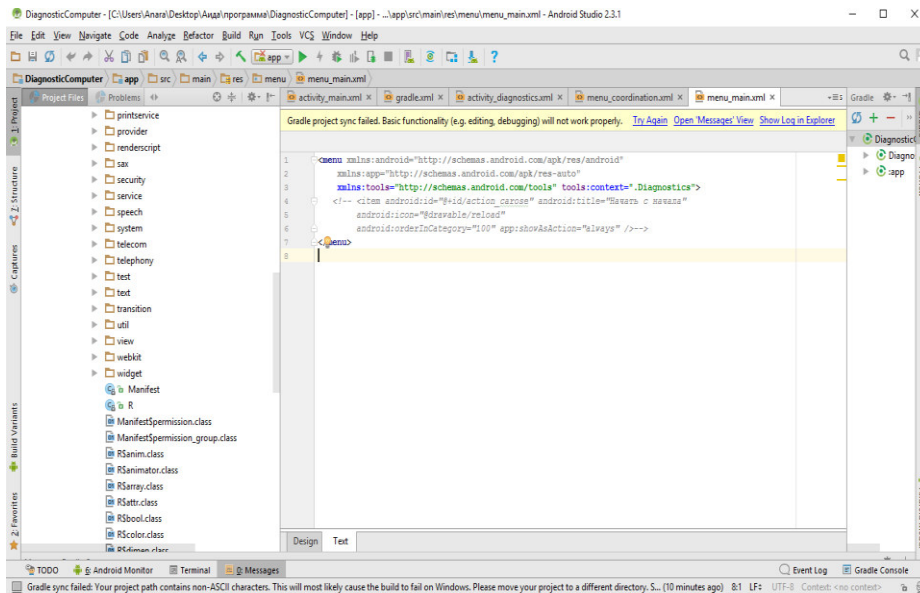 DiagnosticComputer - [C:\Users\Anara\Desktop\Аида\программа\DiagnosticComputer] - [app] - ...\app\src\main\res\menu\menu_main.xml - Android Studio 2.3.1
File Edit View Navigate Code Analyze Refactor Build Run Tools VCS Window Help
app
DiagnosticComputer app src main res menu menu_main.xml
Project Files Problems
activity_main.xml gradle.xml activity_diagnostics.xml menu_coordination.xml menu_main.xml
Gradle
1: Project
Z: Structure
Captures
Build Variants
2: Favorites
printservice
provider
renderscript
sax
security
service
speech
system
telecom
telephony
test
text
transition
util
view
webkit
widget
Manifest
R
Manifest$permission.class
Manifest$permission_group.class
R$anim.class
R$animator.class
R$array.class
R$attr.class
R$bool.class
R$color.class
R$dimen.class
Gradle project sync failed. Basic functionality (e.g. editing, debugging) will not work properly. Try Again Open 'Messages' View Show Log in Explorer
1 <menu xmlns:android="http://schemas.android.com/apk/res/android"
2 xmlns:app="http://schemas.android.com/apk/res-auto"
3 xmlns:tools="http://schemas.android.com/tools" tools:context=".Diagnostics">
4 <!-- <item android:id="@+id/action_carose" android:title="Начать с начала"
5 android:icon="@drawable/reload"
6 android:orderInCategory="100" app:showAsAction="always" />-->
7 </menu>
8
Design Text
Diagnostic
Diagno
:app
TODO 6: Android Monitor Terminal 0: Messages Event Log Gradle Console
Gradle sync failed: Your project path contains non-ASCII characters. This will most likely cause the build to fail on Windows. Please move your project to a different directory. S... (10 minutes ago) 8:1 LF÷ UTF-8 Context: <no context>